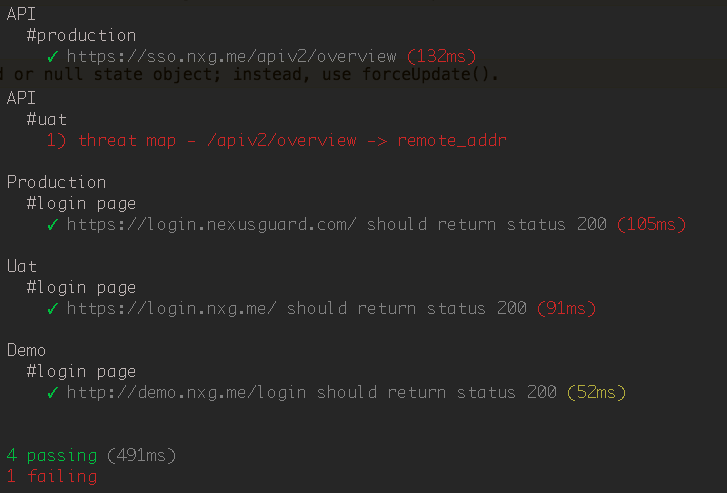 API
#production
✓ https://sso.nxg.me/apiv2/overview (132ms)
d or null state object; instead, use forceUpdate().
API
#uat
1) threat map - /apiv2/overview -> remote_addr
Production
#login page
✓ https://login.nexusguard.com/ should return status 200 (105ms)
Uat
#login page
✓ https://login.nxg.me/ should return status 200 (91ms)
Demo
#login page
✓ http://demo.nxg.me/login should return status 200 (52ms)
4 passing (491ms)
1 failing